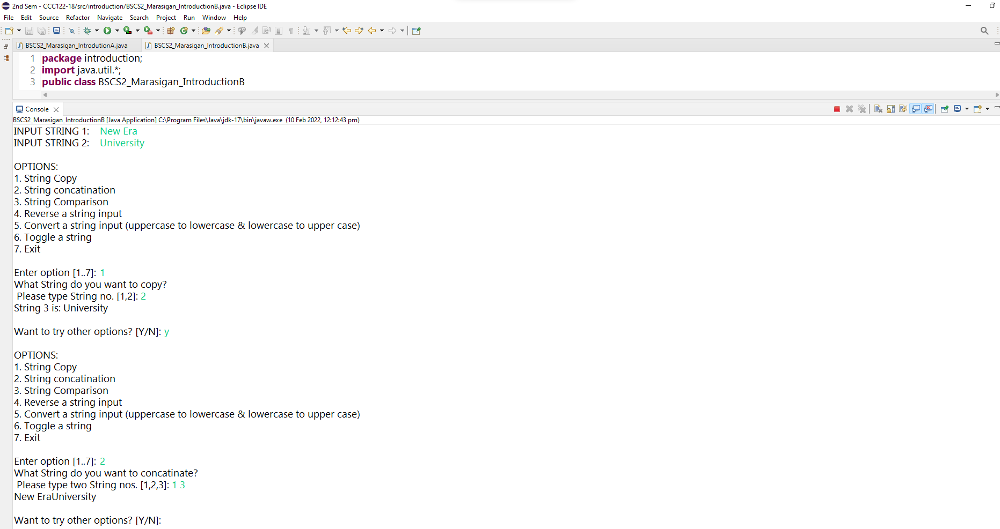 2nd Sem - CCC122-18/src/introduction/BSCS2_Marasigan_IntroductionB.java - Eclipse IDE
File Edit Source Refactor Navigate Search Project Run Window Help
BSCS2_Marasigan_IntrodutionA.java BSCS2_Marasigan_IntroductionB.java
1 package introduction;
2 import java.util.*;
3 public class BSCS2_Marasigan_IntroductionB
Console
BSCS2_Marasigan_IntroductionB [Java Application] C:\Program Files\Java\jdk-17\bin\javaw.exe (10 Feb 2022, 12:12:43 pm)
INPUT STRING 1: New Era
INPUT STRING 2: University
OPTIONS:
1. String Copy
2. String concatination
3. String Comparison
4. Reverse a string input
5. Convert a string input (uppercase to lowercase & lowercase to upper case)
6. Toggle a string
7. Exit
Enter option [1..7]: 1
What String do you want to copy?
Please type String no. [1,2]: 2
String 3 is: University
Want to try other options? [Y/N]: y
OPTIONS:
1. String Copy
2. String concatination
3. String Comparison
4. Reverse a string input
5. Convert a string input (uppercase to lowercase & lowercase to upper case)
6. Toggle a string
7. Exit
Enter option [1..7]: 2
What String do you want to concatinate?
Please type two String nos. [1,2,3]: 1 3
New EraUniversity
Want to try other options? [Y/N]: